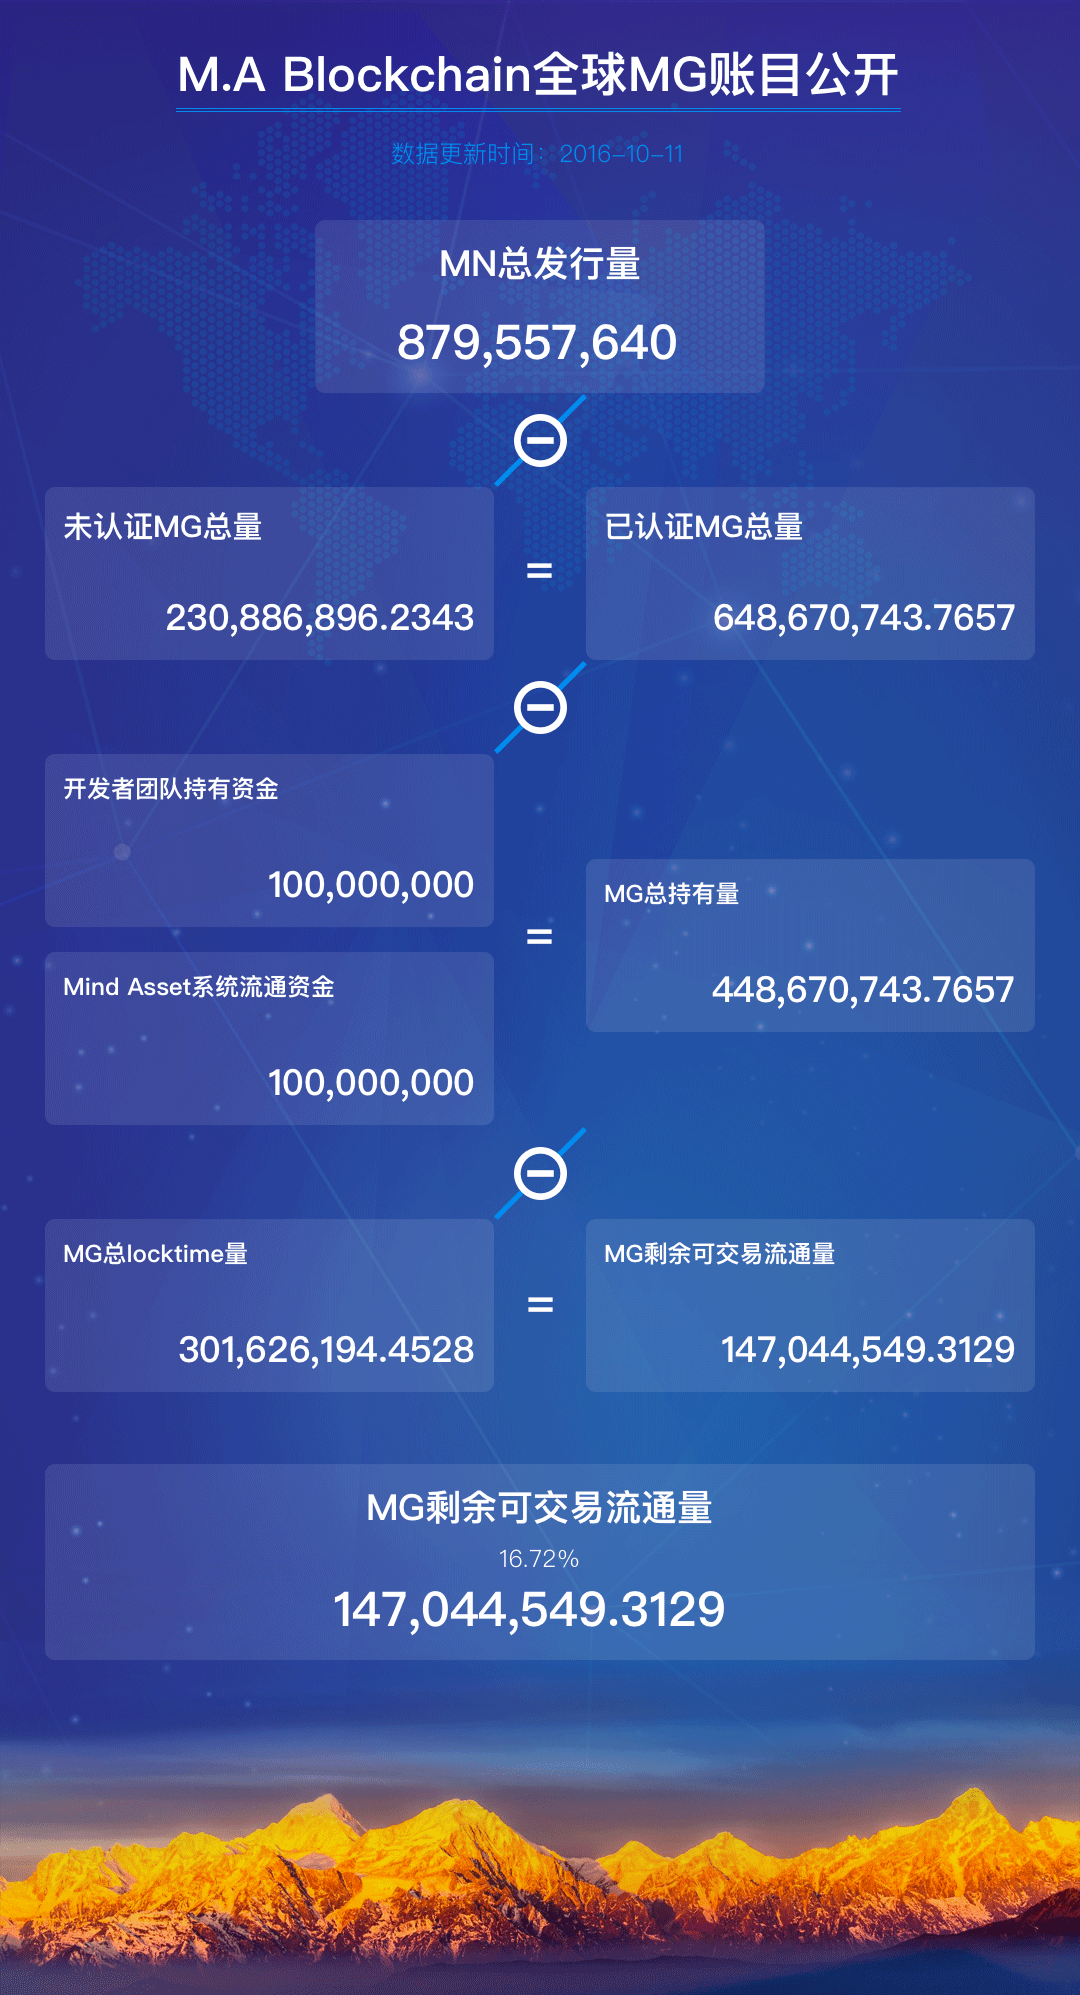 M.A Blockchain全球MG账目公开
数据更新时间：2016-10-11
MN总发行量
879,557,640
未认证MG总量
230,886,896.2343
=
已认证MG总量
648,670,743.7657
开发者团队持有资金
100,000,000
Mind Asset系统流通资金
100,000,000
=
MG总持有量
448,670,743.7657
MG总locktime量
301,626,194.4528
=
MG剩余可交易流通量
147,044,549.3129
MG剩余可交易流通量
16.72%
147,044,549.3129